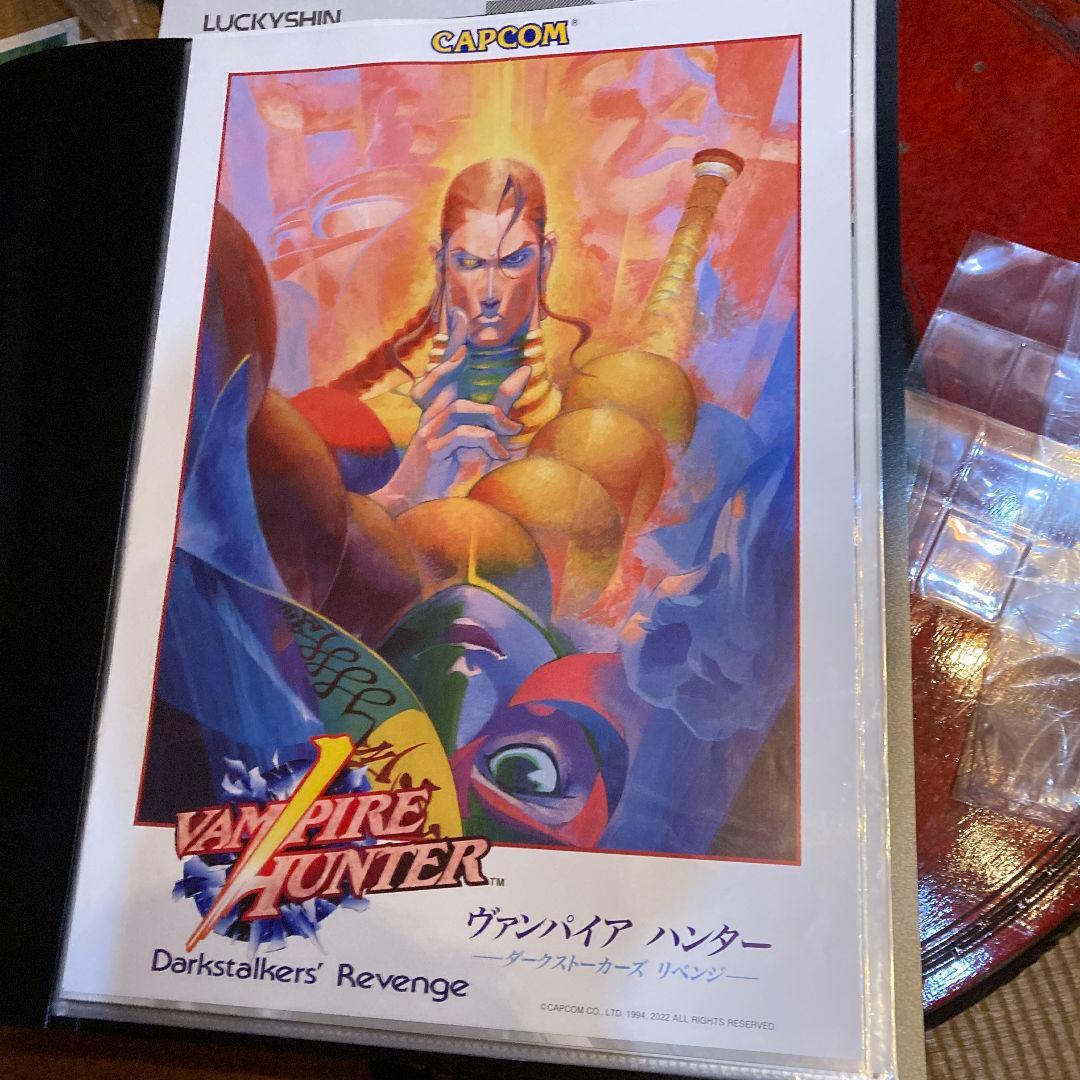 LUCKYSHIN
CAPCOM®
VAMPIRE
HUNTER™
Darkstalkers' Revenge
ヴァンパイア ハンター
―ダークストーカーズ リベンジ―
©CAPCOM CO., LTD. 1994, 2022 ALL RIGHTS RESERVED.